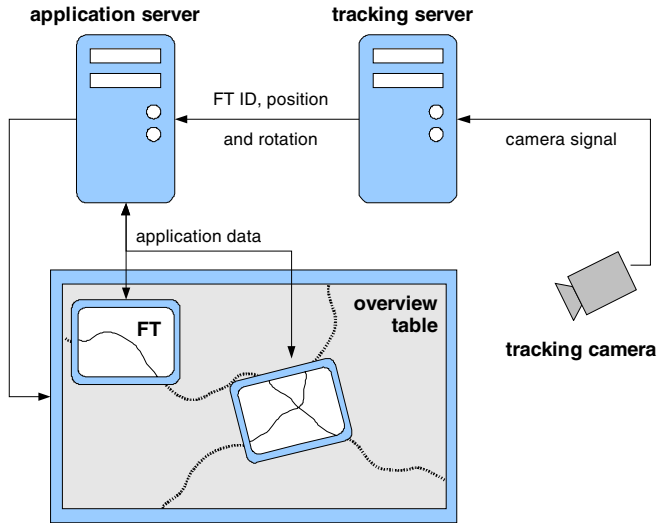 application server
tracking server
FT ID, position
and rotation
camera signal
application data
overview
table
FT
tracking camera